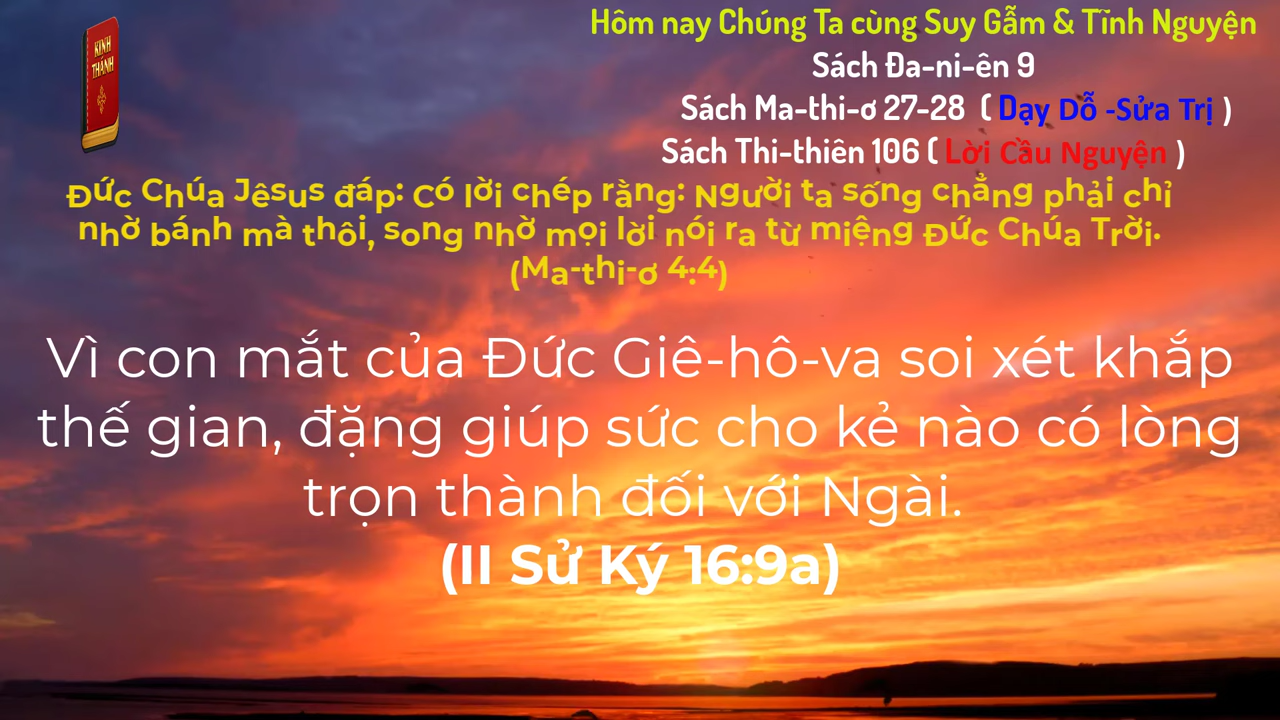 KINH
THÁNH
Hôm nay Chúng Ta cùng Suy Gẫm & Tĩnh Nguyện
Sách Đa-ni-ên 9
Sách Ma-thi-ơ 27-28 ( Dạy Dỗ -Sửa Trị )
Sách Thi-thiên 106 ( Lời Cầu Nguyện )
Đức Chúa Jêsus đáp: Có lời chép rằng: Người ta sống chẳng phải chỉ
nhờ bánh mà thôi, song nhờ mọi lời nói ra từ miệng Đức Chúa Trời.
(Ma-thi-ơ 4:4)
Vì con mắt của Đức Giê-hô-va soi xét khắp
thế gian, đặng giúp sức cho kẻ nào có lòng
trọn thành đối với Ngài.
(II Sử Ký 16:9a)